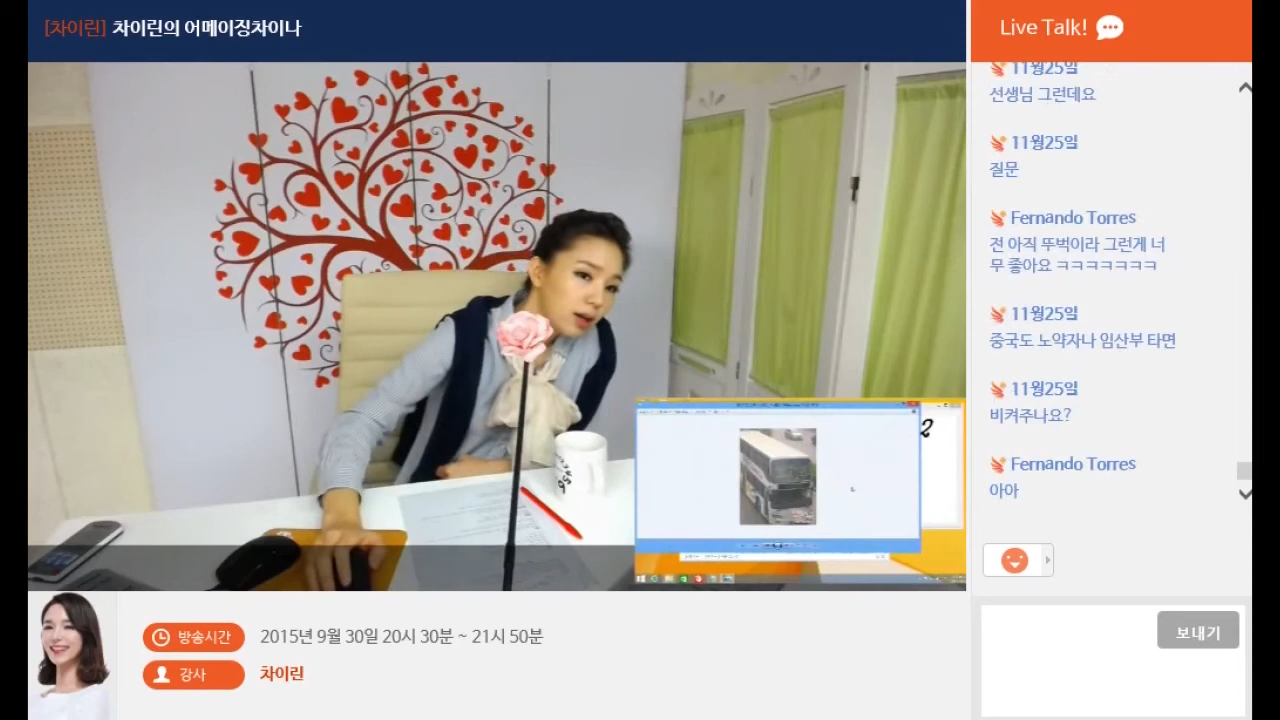 [차이린] 차이린의 어메이징차이나
Live Talk!
11월25일
선생님 그런데요
11월25일
질문
Fernando Torres
전 아직 뚜벅이라 그런게 너
무 좋아요 ㅋㅋㅋㅋㅋㅋㅋ
11월25일
중국도 노약자나 임산부 타면
11월25일
비켜주나요?
Fernando Torres
아아
2
보내기
방송시간 2015년 9월 30일 20시 30분 ~ 21시 50분
강사 차이린